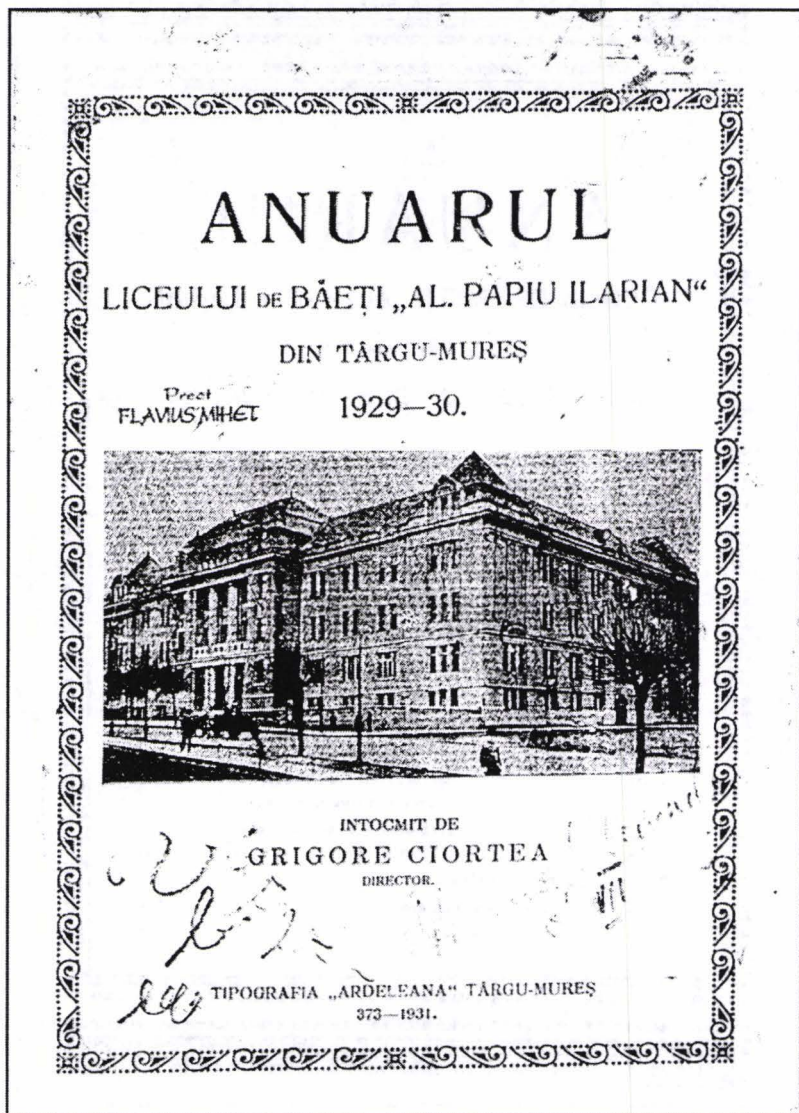 ANUARUL
LICEULUI DE BĂEȚI „AL. PAPIU ILARIAN“
DIN TÂRGU-MUREȘ
Preot
FLAVIUS MIHEȚ
1929—30.
INTOCMIT DE
GRIGORE CIORTEA
DIRECTOR.
TIPOGRAFIA „ARDELEANA“ TÂRGU-MUREȘ
373—1931.